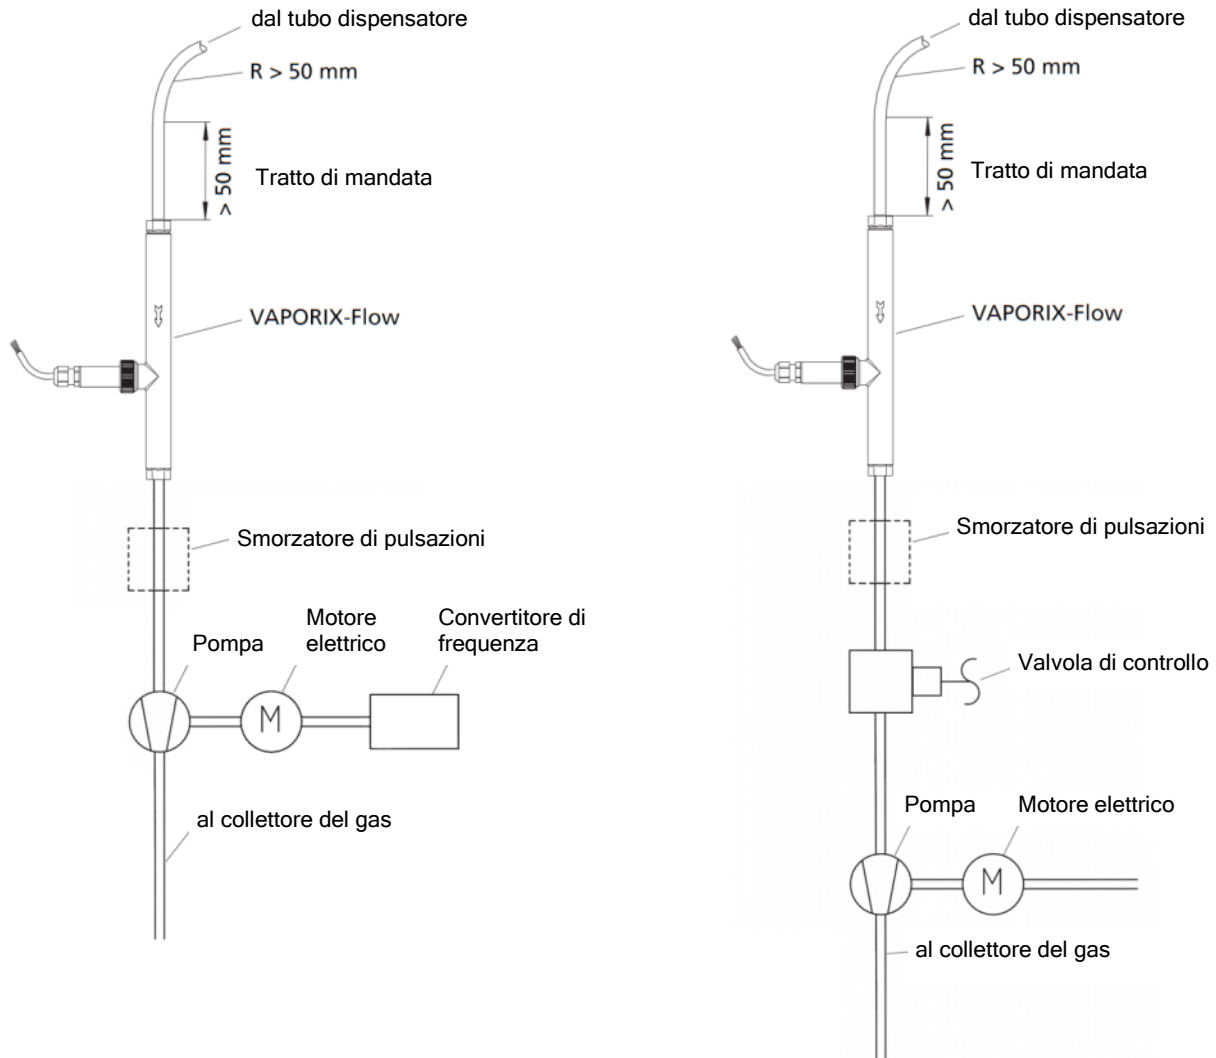 dal tubo dispensatore
R > 50 mm
> 50 mm
Tratto di mandata
VAPORIX-Flow
Smorzatore di pulsazioni
Pompa
Motore
elettrico
Convertitore di
frequenza
M
al collettore del gas
dal tubo dispensatore
R > 50 mm
> 50 mm
Tratto di mandata
VAPORIX-Flow
Smorzatore di pulsazioni
Valvola di controllo
Pompa
Motore elettrico
M
al collettore del gas